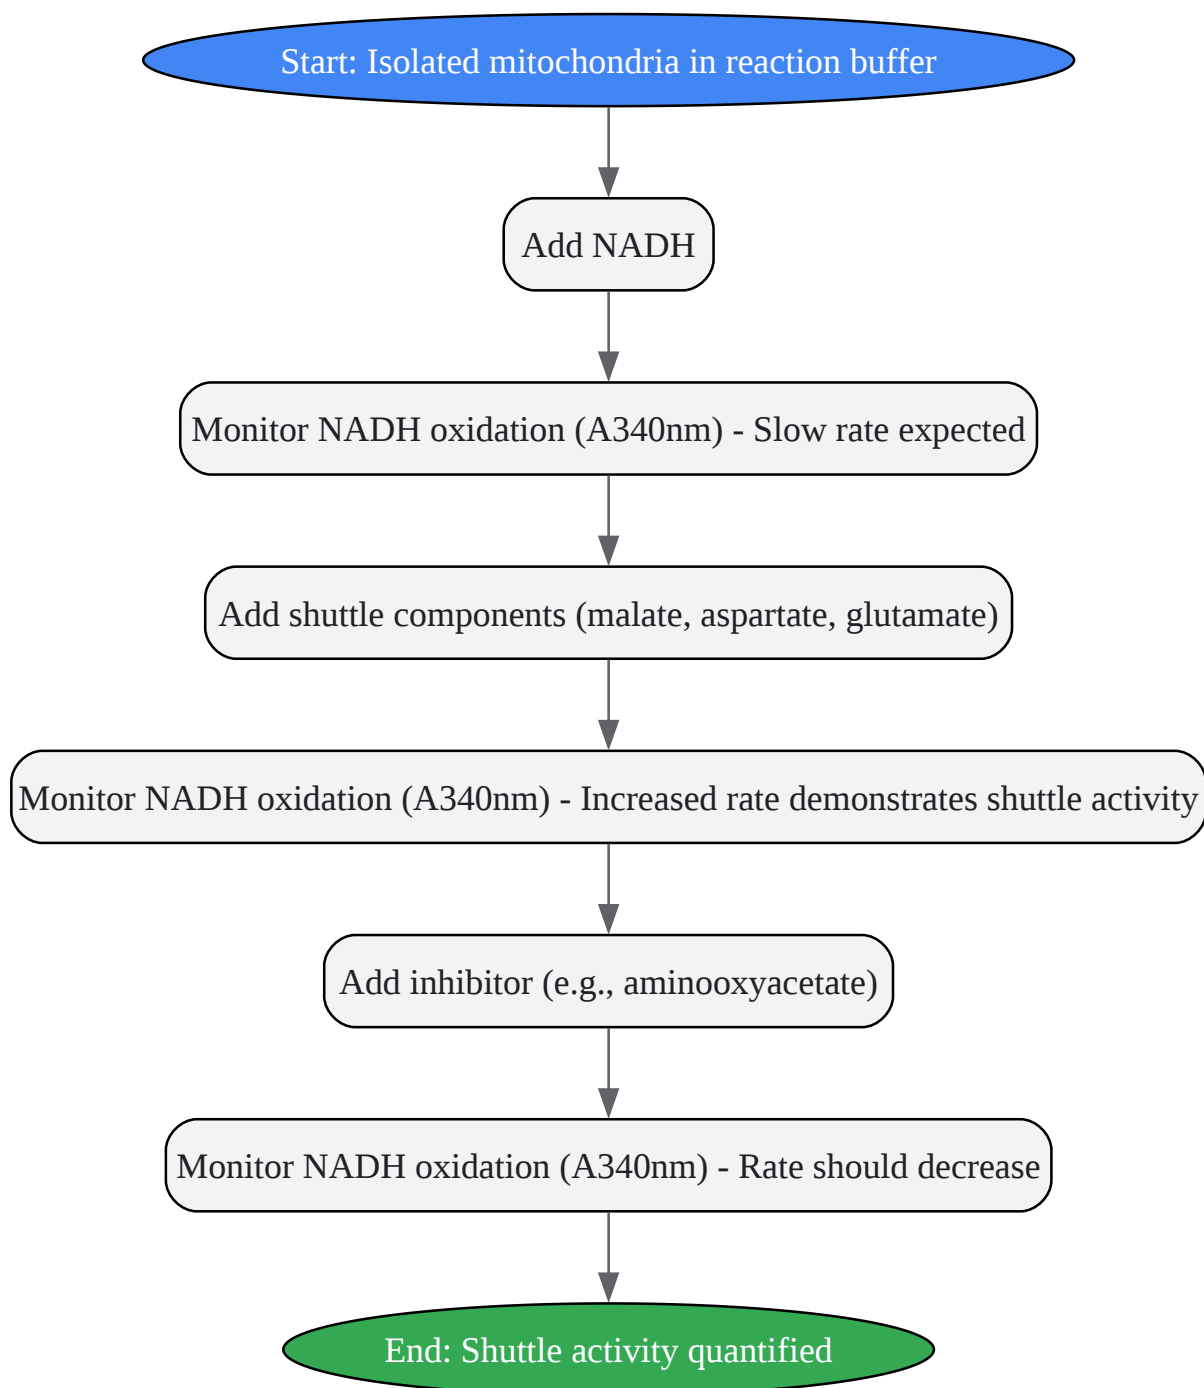 Start: Isolated mitochondria in reaction buffer
Add NADH
Monitor NADH oxidation (A340nm) - Slow rate expected
Add shuttle components (malate, aspartate, glutamate)
Monitor NADH oxidation (A340nm) - Increased rate demonstrates shuttle activity
Add inhibitor (e.g., aminooxyacetate)
Monitor NADH oxidation (A340nm) - Rate should decrease
End: Shuttle activity quantified